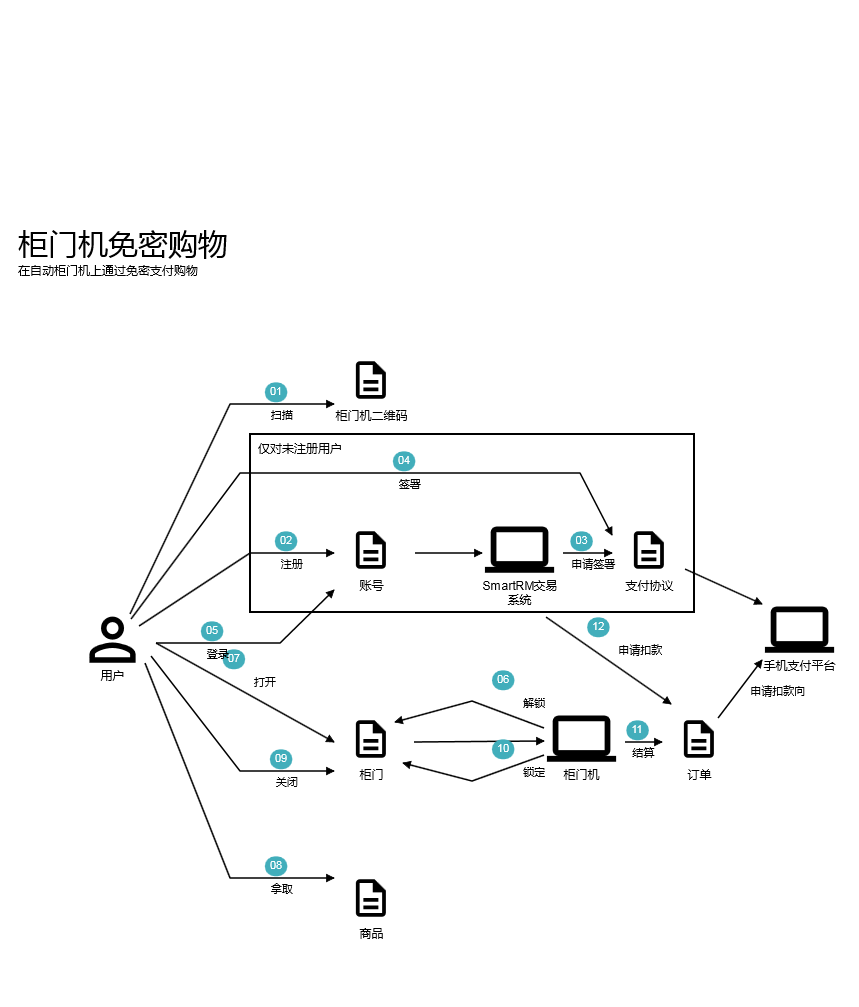 柜门机免密购物
在自动柜门机上通过免密支付购物
01
扫描
柜门机二维码
仅对未注册用户
04
签署
02
注册
账号
SmartRM交易
系统
03
申请签署
支付协议
05
登录
07
打开
用户
12
申请扣款
手机支付平台
申请扣款向
06
解锁
10
锁定
柜门机
11
结算
订单
09
关闭
柜门
08
拿取
商品